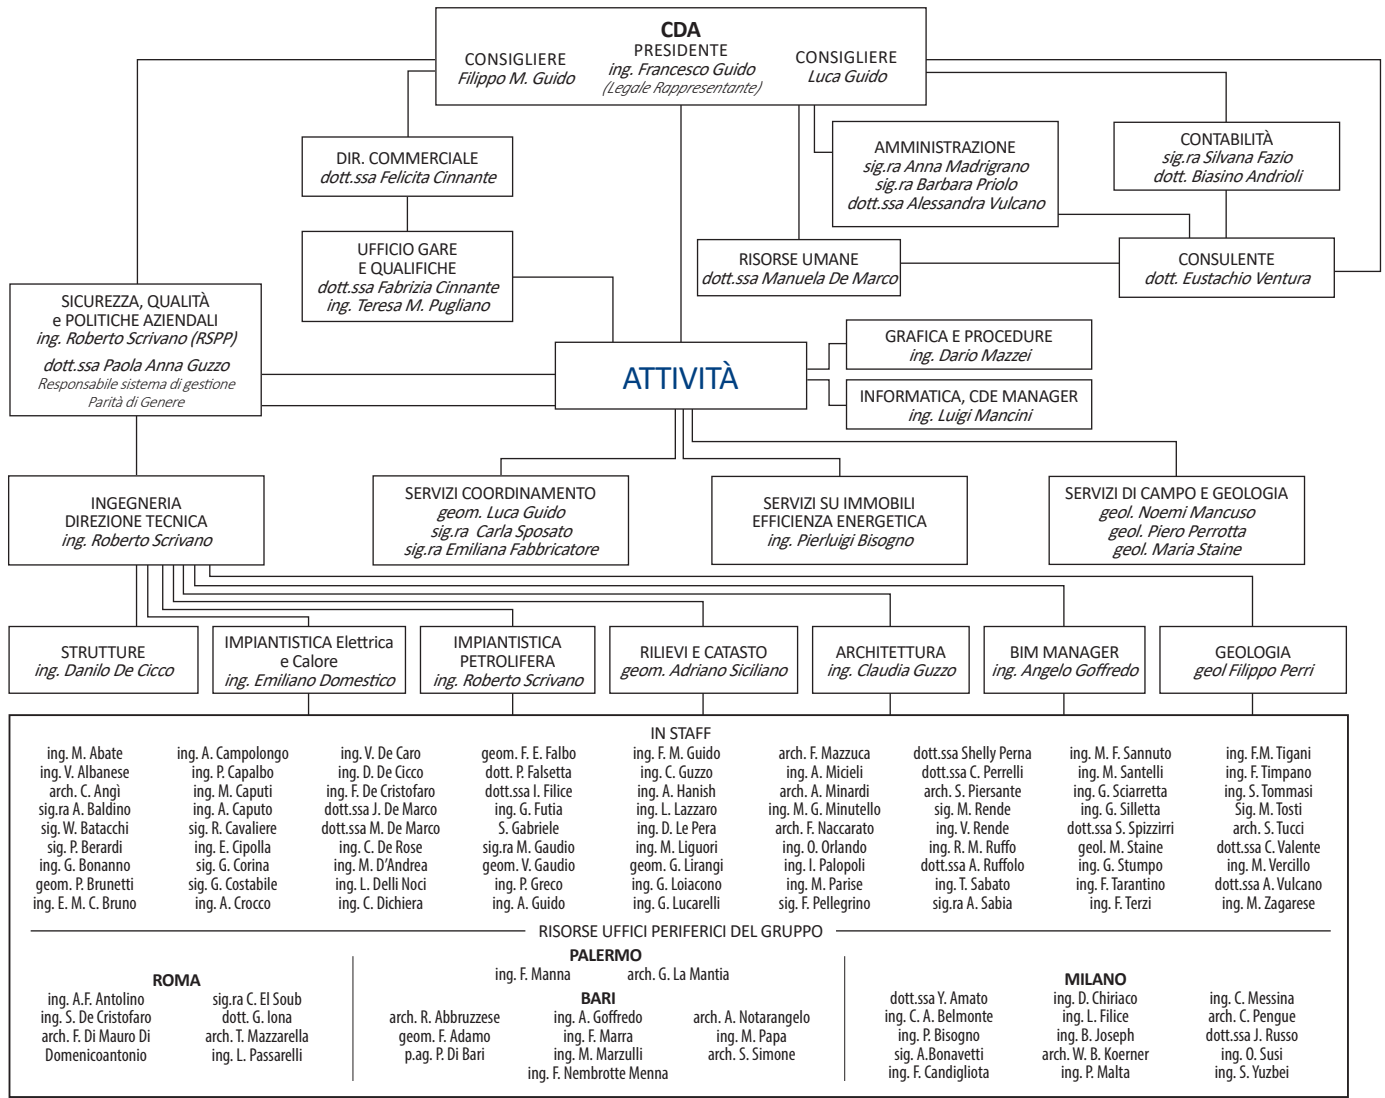 CDA
CONSIGLIERE
Filippo M. Guido
PRESIDENTE
ing. Francesco Guido
(Legale Rappresentante)
CONSIGLIERE
Luca Guido
DIR. COMMERCIALE
dott.ssa Felicita Cinnante
AMMINISTRAZIONE
sig.ra Anna Madrigrano
sig.ra Barbara Priolo
dott.ssa Alessandra Vulcano
CONTABILITÀ
sig.ra Silvana Fazio
dott. Biasino Andrioli
UFFICIO GARE
E QUALIFICHE
dott.ssa Fabrizia Cinnante
ing. Teresa M. Pugliano
RISORSE UMANE
dott.ssa Manuela De Marco
CONSULENTE
dott. Eustachio Ventura
SICUREZZA, QUALITÀ
e POLITICHE AZIENDALI
ing. Roberto Scrivano (RSPP)
dott.ssa Paola Anna Guzzo
Responsabile sistema di gestione
Parità di Genere
ATTIVITÀ
GRAFICA E PROCEDURE
ing. Dario Mazzei
INFORMATICA, CDE MANAGER
ing. Luigi Mancini
INGEGNERIA
DIREZIONE TECNICA
ing. Roberto Scrivano
SERVIZI COORDINAMENTO
geom. Luca Guido
sig.ra Carla Sposato
sig.ra Emiliana Fabbricatore
SERVIZI SU IMMOBILI
EFFICIENZA ENERGETICA
ing. Pierluigi Bisogno
SERVIZI DI CAMPO E GEOLOGIA
geol. Noemi Mancuso
geol. Piero Perrotta
geol. Maria Staine
STRUTTURE
ing. Danilo De Cicco
IMPIANTISTICA Elettrica
e Calore
ing. Emiliano Domestico
IMPIANTISTICA
PETROLIFERA
ing. Roberto Scrivano
RILIEVI E CATASTO
geom. Adriano Siciliano
ARCHITETTURA
ing. Claudia Guzzo
BIM MANAGER
ing. Angelo Goffredo
GEOLOGIA
geol Filippo Perri
IN STAFF
ing. M. Abate
ing. V. Albanese
arch. C. Angì
sig.ra A. Baldino
sig. W. Batacchi
sig. P. Berardi
ing. G. Bonanno
geom. P. Brunetti
ing. E. M. C. Bruno
ing. A. Campolongo
ing. P. Capalbo
ing. M. Caputi
ing. A. Caputo
sig. R. Cavaliere
ing. E. Cipolla
sig. G. Corina
sig. G. Costabile
ing. A. Crocco
ing. V. De Caro
ing. D. De Cicco
ing. F. De Cristofaro
dott.ssa J. De Marco
dott.ssa M. De Marco
ing. C. De Rose
ing. M. D'Andrea
ing. L. Delli Noci
ing. C. Dichiera
geom. F. E. Falbo
dott. P. Falsetta
dott.ssa I. Filice
ing. G. Futia
S. Gabriele
sig.ra M. Gaudio
geom. V. Gaudio
ing. P. Greco
ing. A. Guido
ing. F. M. Guido
ing. C. Guzzo
ing. A. Hanish
ing. L. Lazzaro
ing. D. Le Pera
ing. M. Liguori
geom. G. Lirangi
ing. G. Loiacono
ing. G. Lucarelli
arch. F. Mazzuca
ing. A. Micieli
arch. A. Minardi
ing. M. G. Minutello
arch. F. Naccarato
ing. O. Orlando
ing. I. Palopoli
ing. M. Parise
sig. F. Pellegrino
dott.ssa Shelly Perna
dott.ssa C. Perrelli
arch. S. Piersante
sig. M. Rende
ing. V. Rende
ing. R. M. Ruffo
dott.ssa A. Ruffolo
ing. T. Sabato
sig.ra A. Sabia
ing. M. F. Sannuto
ing. M. Santelli
ing. G. Sciarretta
ing. G. Silletta
dott.ssa S. Spizzirri
geol. M. Staine
ing. G. Stumpo
ing. F. Tarantino
ing. F. Terzi
ing. F.M. Tigani
ing. F. Timpano
ing. S. Tommasi
Sig. M. Tosti
arch. S. Tucci
dott.ssa C. Valente
ing. M. Vercillo
dott.ssa A. Vulcano
ing. M. Zagarese
RISORSE UFFICI PERIFERICI DEL GRUPPO
ROMA
ing. A.F. Antolino
ing. S. De Cristofaro
arch. F. Di Mauro Di
Domenicoantonio
sig.ra C. El Soub
dott. G. Iona
arch. T. Mazzarella
ing. L. Passarelli
PALERMO
ing. F. Manna
arch. G. La Mantia
BARI
arch. R. Abbruzzese
geom. F. Adamo
p.ag. P. Di Bari
ing. A. Goffredo
ing. F. Marra
ing. M. Marzulli
ing. F. Nembrotte Menna
arch. A. Notarangelo
ing. M. Papa
arch. S. Simone
MILANO
dott.ssa Y. Amato
ing. C. A. Belmonte
ing. P. Bisogno
sig. A.Bonavetti
ing. F. Candigliota
ing. D. Chiriaco
ing. L. Filice
ing. B. Joseph
arch. W. B. Koerner
ing. P. Malta
ing. C. Messina
arch. C. Pengue
dott.ssa J. Russo
ing. O. Susi
ing. S. Yuzbei